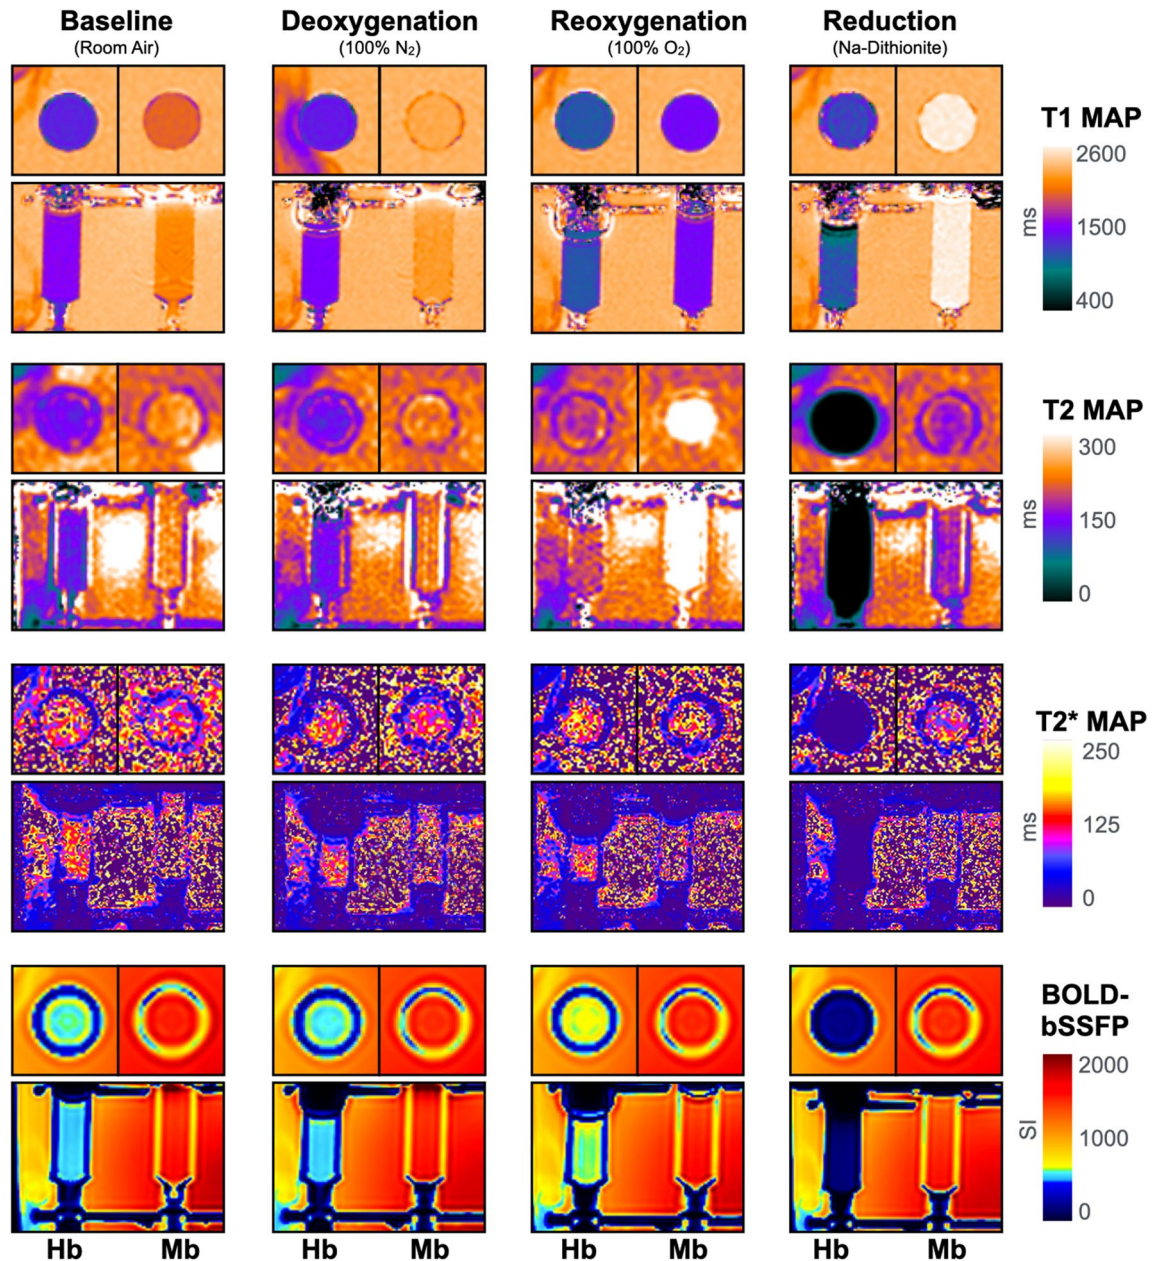 Baseline
(Room Air)
Deoxygenation
(100% N₂)
Reoxygenation
(100% O₂)
Reduction
(Na-Dithionite)
T1 MAP
2600
1500
400
ms
T2 MAP
300
150
0
ms
T2* MAP
250
125
0
ms
BOLD-
bSSFP
2000
1000
0
SI
Hb Mb Hb Mb Hb Mb Hb Mb